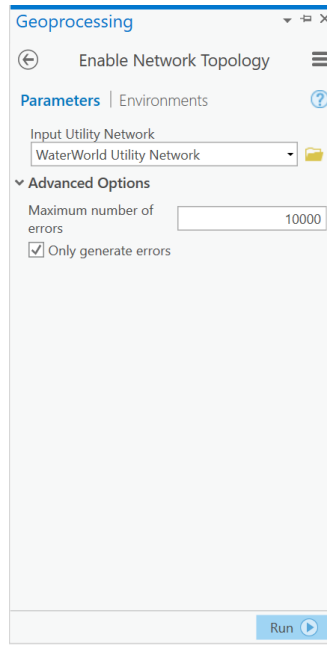 Geoprocessing
Enable Network Topology
Parameters | Environments
Input Utility Network
WaterWorld Utility Network
Advanced Options
Maximum number of
errors
10000
Only generate errors
Run